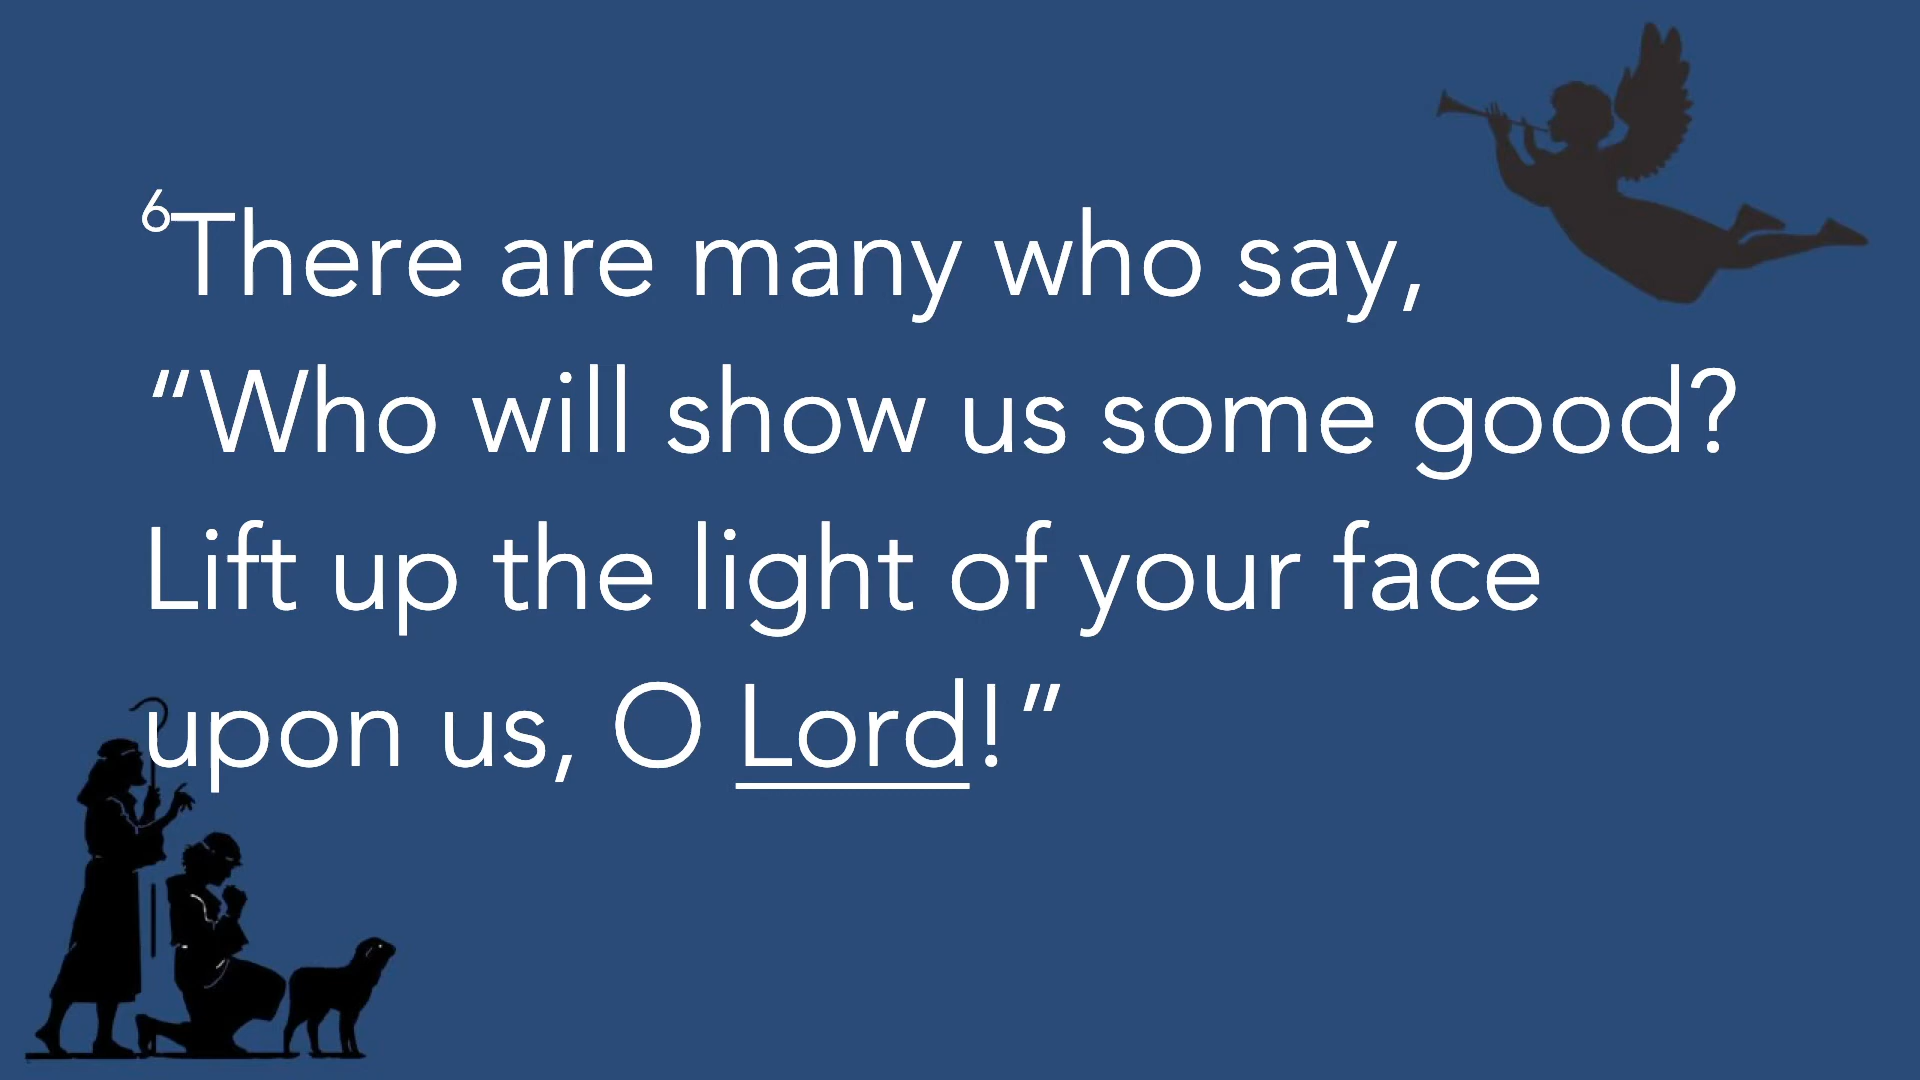 ⁶There are many who say,
“Who will show us some good?
Lift up the light of your face
upon us, O Lord!”